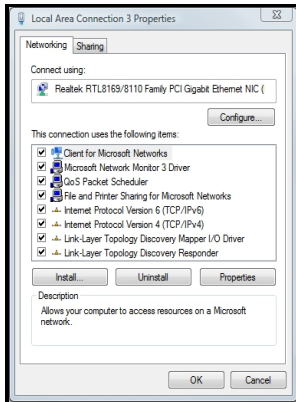 Local Area Connection 3 Properties
Networking Sharing
Connect using:
Realtek RTL8169/8110 Family PCI Gigabit Ethernet NIC (
Configure...
This connection uses the following items:
Client for Microsoft Networks
Microsoft Network Monitor 3 Driver
QoS Packet Scheduler
File and Printer Sharing for Microsoft Networks
Internet Protocol Version 6 (TCP/IPv6)
Internet Protocol Version 4 (TCP/IPv4)
Link-Layer Topology Discovery Mapper I/O Driver
Link-Layer Topology Discovery Responder
Install... Uninstall Properties
Description
Allows your computer to access resources on a Microsoft
network.
OK Cancel